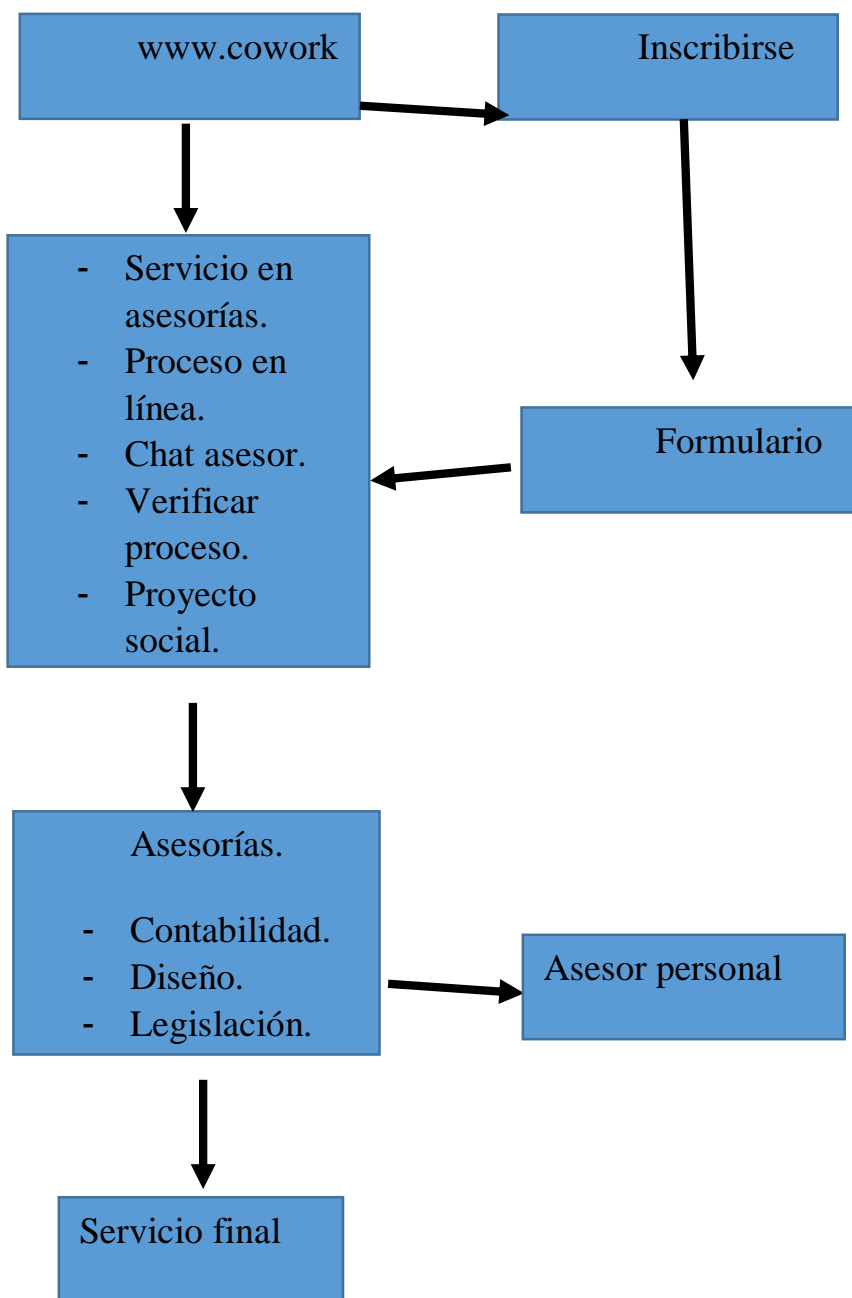 www.cowork
Inscribirse
- Servicio en
asesorías.
- Proceso en
línea.
- Chat asesor.
- Verificar
proceso.
- Proyecto
social.
Formulario
Asesorías.
- Contabilidad.
- Diseño.
- Legislación.
Asesor personal
Servicio final